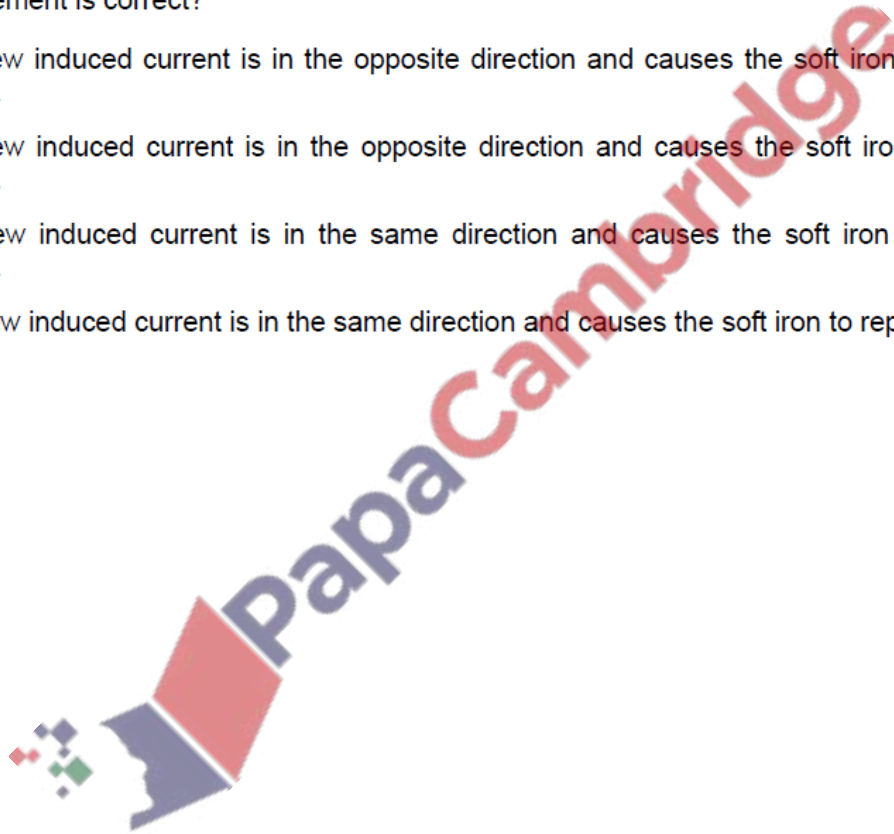 ement is correct?
ew induced current is in the opposite direction and causes the soft iron
ew induced current is in the opposite direction and causes the soft iro
ew induced current is in the same direction and causes the soft iron
w induced current is in the same direction and causes the soft iron to rep
PapaCambridge